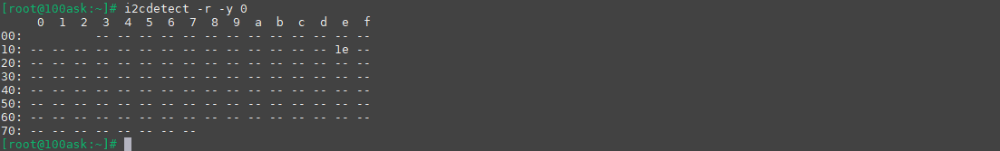 [root@100ask:~]# i2cdetect -r -y 0
     0  1  2  3  4  5  6  7  8  9  a  b  c  d  e  f
00:          -- -- -- -- -- -- -- -- -- -- -- -- --
10: -- -- -- -- -- -- -- -- -- -- -- -- -- -- 1e --
20: -- -- -- -- -- -- -- -- -- -- -- -- -- -- -- --
30: -- -- -- -- -- -- -- -- -- -- -- -- -- -- -- --
40: -- -- -- -- -- -- -- -- -- -- -- -- -- -- -- --
50: -- -- -- -- -- -- -- -- -- -- -- -- -- -- -- --
60: -- -- -- -- -- -- -- -- -- -- -- -- -- -- -- --
70: -- -- -- -- -- -- -- --
[root@100ask:~]#